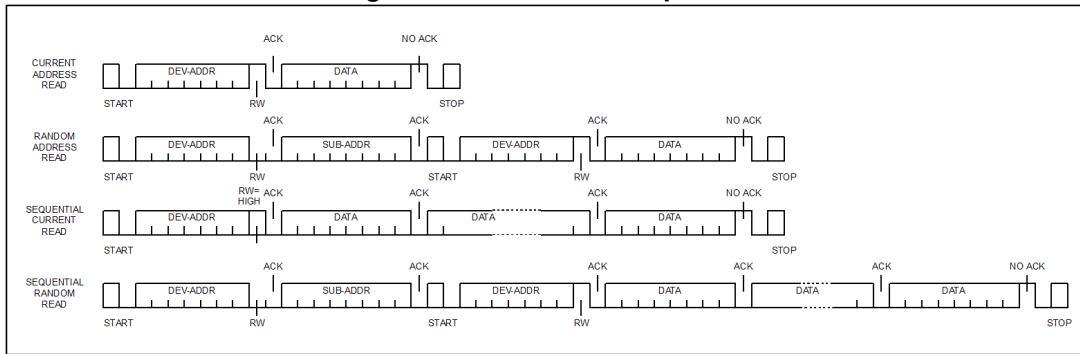 ACK NO ACK
CURRENT
ADDRESS
READ
DEV-ADDR DATA
START RW STOP
RANDOM
ADDRESS
READ
ACK ACK ACK NO ACK
DEV-ADDR SUB-ADDR DEV-ADDR DATA
START RW START RW STOP
SEQUENTIAL
CURRENT
READ
RW=
HIGH
ACK ACK ACK NO ACK
DEV-ADDR DATA DATA DATA
START STOP
SEQUENTIAL
RANDOM
READ
ACK ACK ACK ACK ACK NO ACK
DEV-ADDR SUB-ADDR DEV-ADDR DATA DATA DATA
START RW START RW STOP